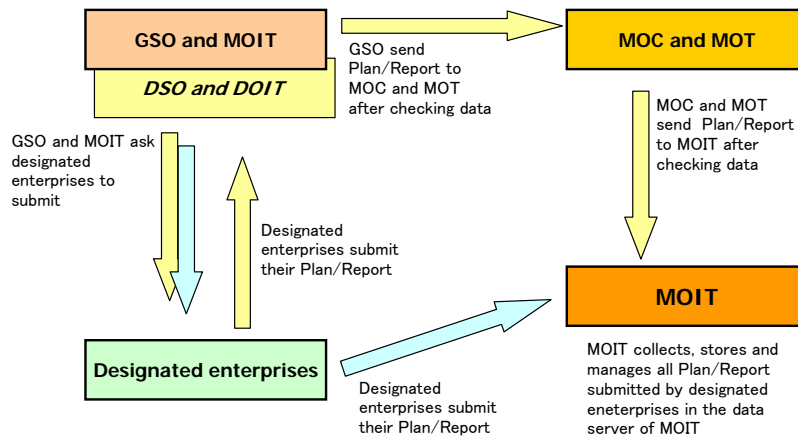 GSO and MOIT
DSO and DOIT
GSO send
Plan/Report to
MOC and MOT
after checking data
MOC and MOT
GSO and MOIT ask
designated
enterprises to
submit
MOC and MOT
send Plan/Report
to MOIT after
checking data
Designated
enterprises submit
their Plan/Report
MOIT
Designated enterprises
Designated
enterprises submit
their Plan/Report
MOIT collects, stores and
manages all Plan/Report
submitted by designated
eneterprises in the data
server of MOIT